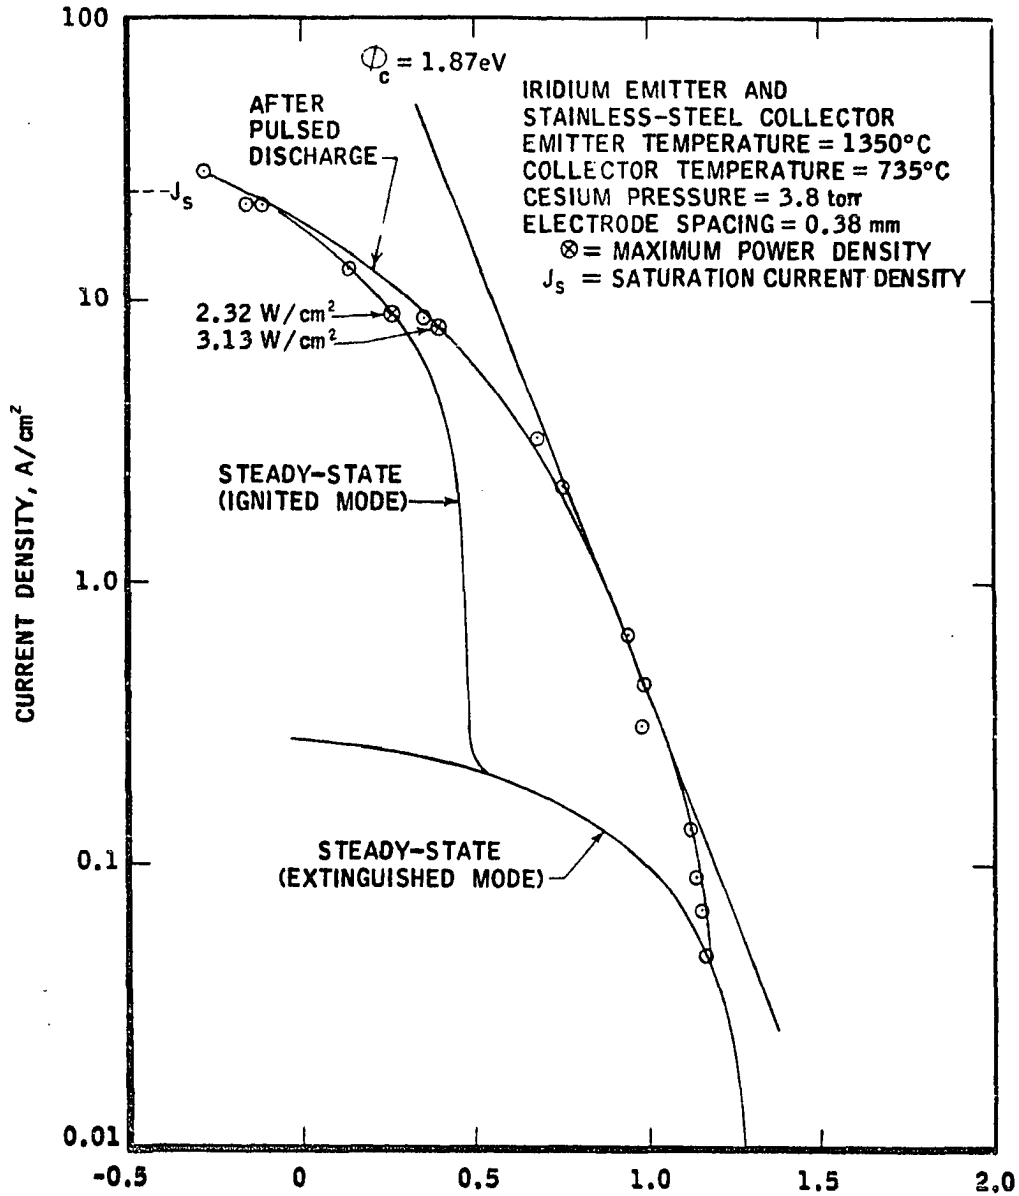 100
Φc = 1.87eV
AFTER
PULSED
DISCHARGE
IRIDIUM EMITTER AND
STAINLESS-STEEL COLLECTOR
EMITTER TEMPERATURE = 1350°C
COLLECTOR TEMPERATURE = 735°C
CESIUM PRESSURE = 3.8 torr
ELECTRODE SPACING = 0.38 mm
⊗ = MAXIMUM POWER DENSITY
Js = SATURATION CURRENT DENSITY
Js
10
2.32 W/cm²
3.13 W/cm²
CURRENT DENSITY, A/cm²
STEADY-STATE
(IGNITED MODE)
1.0
0.1
STEADY-STATE
(EXTINGUISHED MODE)
0.01
-0.5 0 0.5 1.0 1.5 2.0